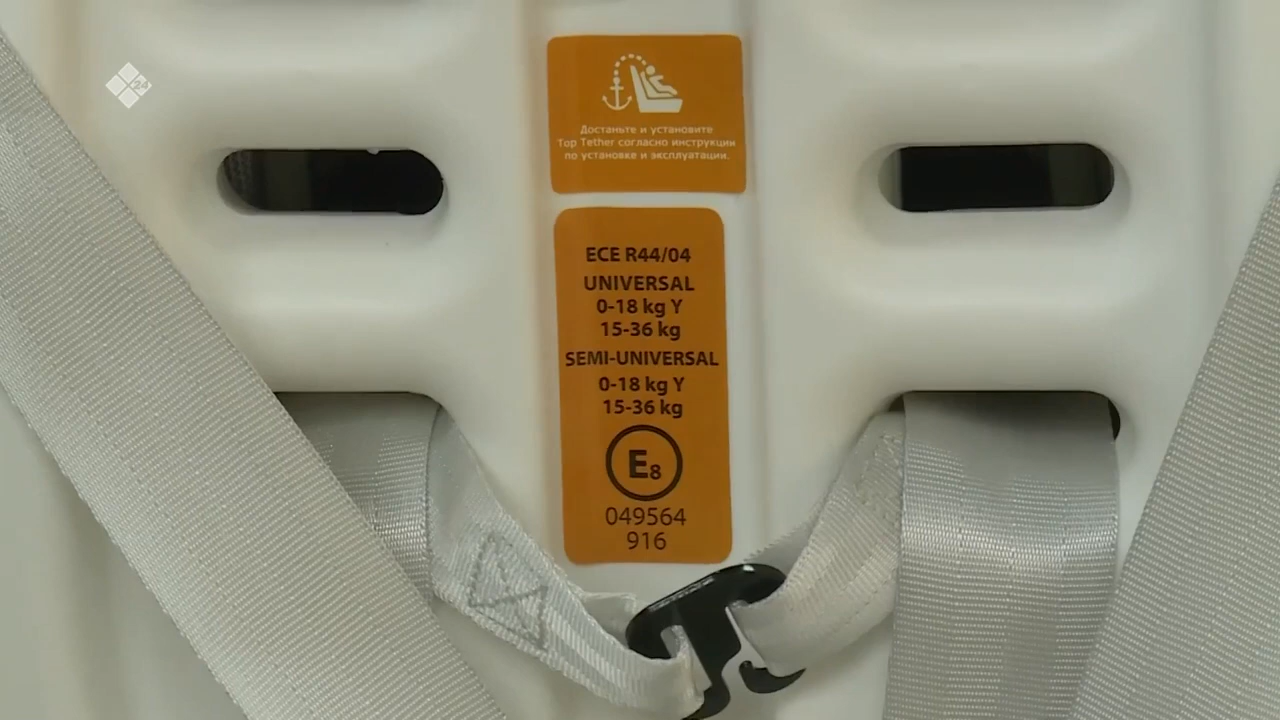 24
Достаньте и установите
Top Tether согласно инструкции
по установке и эксплуатации.
ECE R44/04
UNIVERSAL
0-18 kg Y
15-36 kg
SEMI-UNIVERSAL
0-18 kg Y
15-36 kg
E8
049564
916